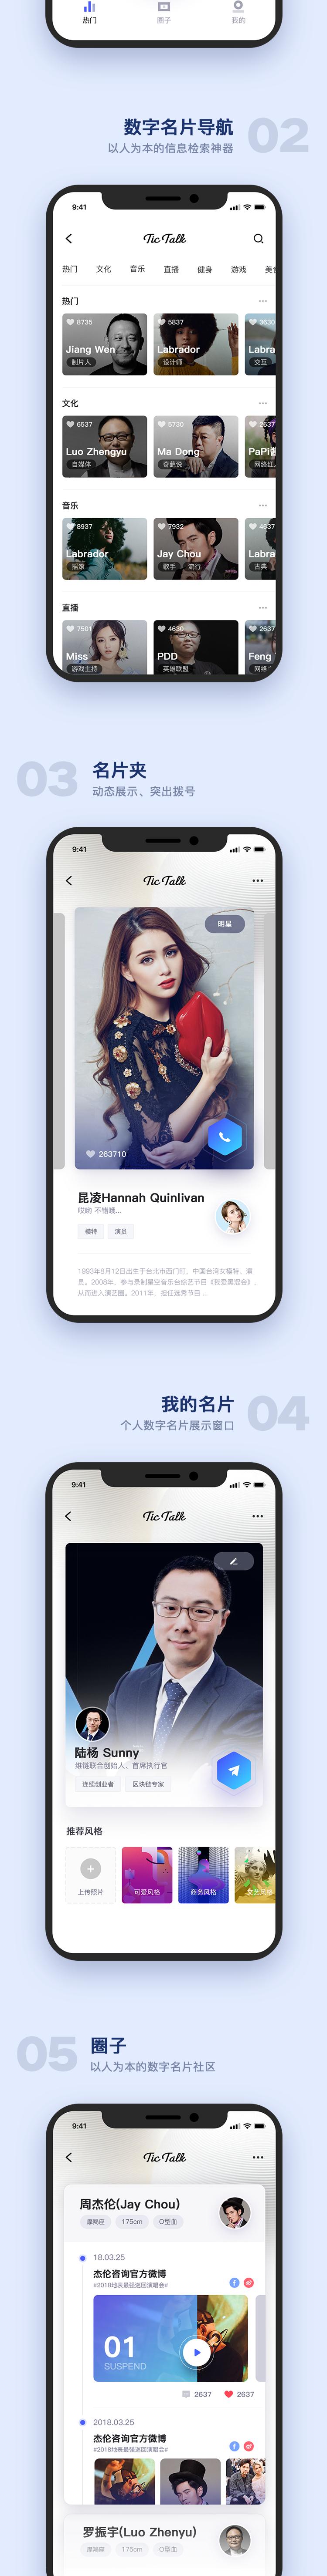 热门
圈子
我的
数字名片导航
02
以人为本的信息检索神器
9:41
Tic Talk
热门
文化
音乐
直播
健身
游戏
美食
热门
8735
5837
3630
Jiang Wen
Labrador
Labra
制片人
设计师
交互
文化
6537
5730
2637
Luo Zhengyu
Ma Dong
PaPi酱
自媒体
奇葩说
网络红
音乐
8937
7932
4637
Labrador
Jay Chou
Labra
摇滚
歌手
流行
古典
直播
7501
4630
2637
Miss
PDD
Feng
游戏主持
英雄联盟
网络
03
名片夹
动态展示、突出拨号
9:41
Tic Talk
明星
263710
昆凌Hannah Quinlivan
哎哟 不错哦...
模特
演员
1993年8月12日出生于台北市西门町，中国台湾女模特、演
员。2008年，参与录制星空音乐台综艺节目《我爱黑涩会》，
从而进入演艺圈。2011年，担任选秀节目 ...
我的名片
04
个人数字名片展示窗口
9:41
Tic Talk
陆杨 Sunny
维链联合创始人、首席执行官
连续创业者
区块链专家
推荐风格
上传照片
可爱风格
商务风格
05
圈子
以人为本的数字名片社区
9:41
Tic Talk
周杰伦(Jay Chou)
摩羯座
175cm
O型血
18.03.25
杰伦咨询官方微博
#2018地表最强巡回演唱会#
01
SUSPEND
2637
2637
2018.03.25
杰伦咨询官方微博
#2018地表最强巡回演唱会#
罗振宇(Luo Zhenyu)
摩羯座
175cm
O型血